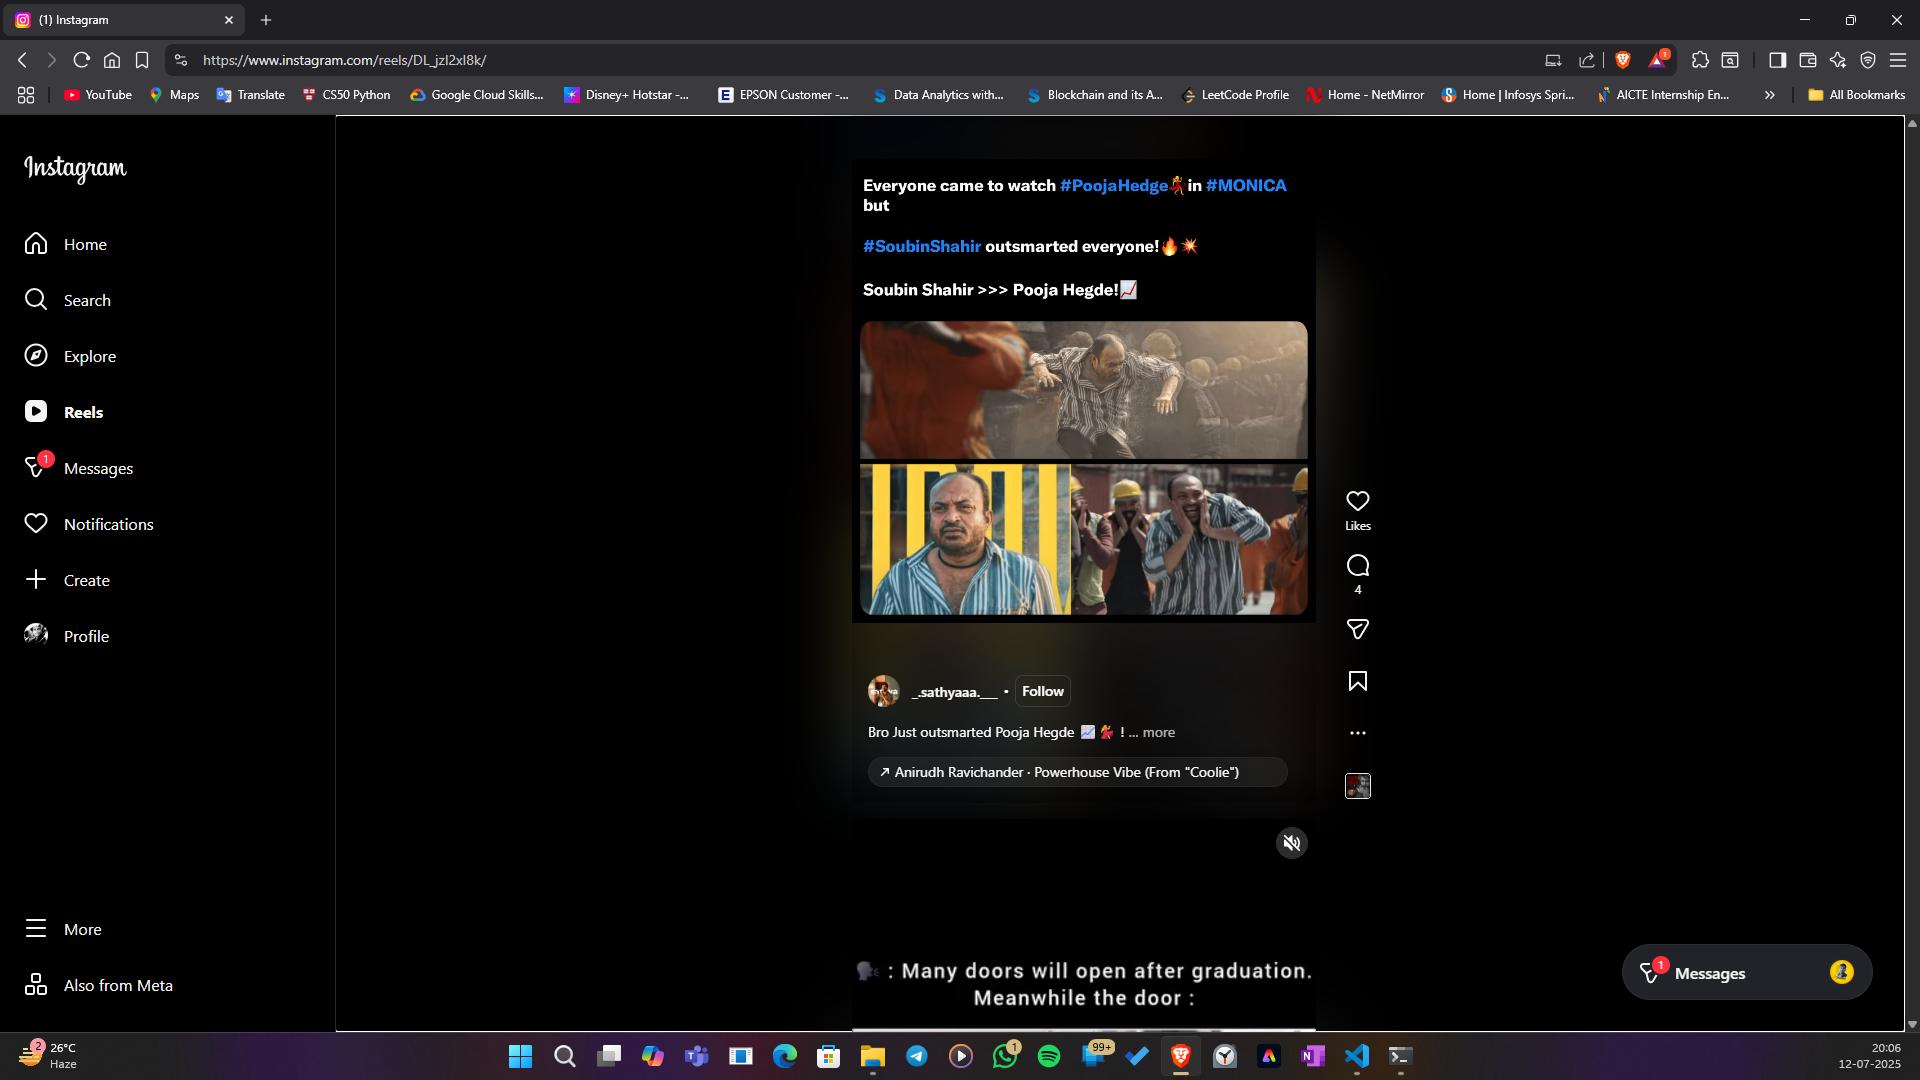 (1) Instagram
https://www.instagram.com/reels/DL_jzl2xl8k/
1
YouTube
Maps
Translate
CS50 Python
Google Cloud Skills...
Disney+ Hotstar -...
EPSON Customer -...
Data Analytics with...
Blockchain and its A...
LeetCode Profile
Home - NetMirror
Home | Infosys Spri...
AICTE Internship En...
All Bookmarks
Instagram
Home
Search
Explore
Reels
1
Messages
Notifications
Create
Profile
More
Also from Meta
Everyone came to watch #PoojaHedge💃in #MONICA
but
#SoubinShahir outsmarted everyone!🔥💥
Soubin Shahir >>> Pooja Hegde!📈
Likes
4
_.sathyaaa.___ • Follow
Bro Just outsmarted Pooja Hegde 📈 💃 ! ... more
Anirudh Ravichander · Powerhouse Vibe (From "Coolie")
🗣 : Many doors will open after graduation.
Meanwhile the door :
1
Messages
2
26°C
Haze
1
99+
20:06
12-07-2025